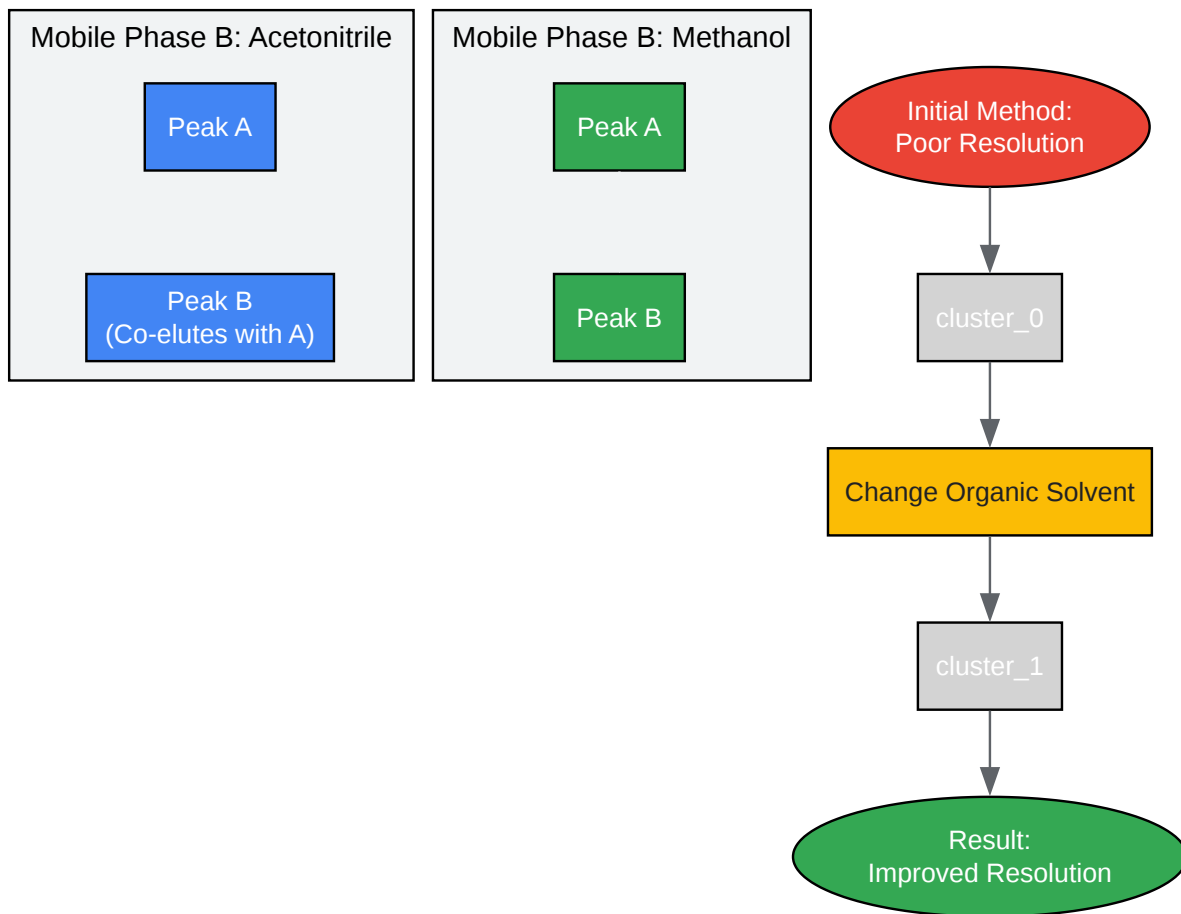 Mobile Phase B: Acetonitrile
Peak A
Peak B
(Co-elutes with A)
Mobile Phase B: Methanol
Peak A
Peak B
Initial Method:
Poor Resolution
cluster_0
Change Organic Solvent
cluster_1
Result:
Improved Resolution